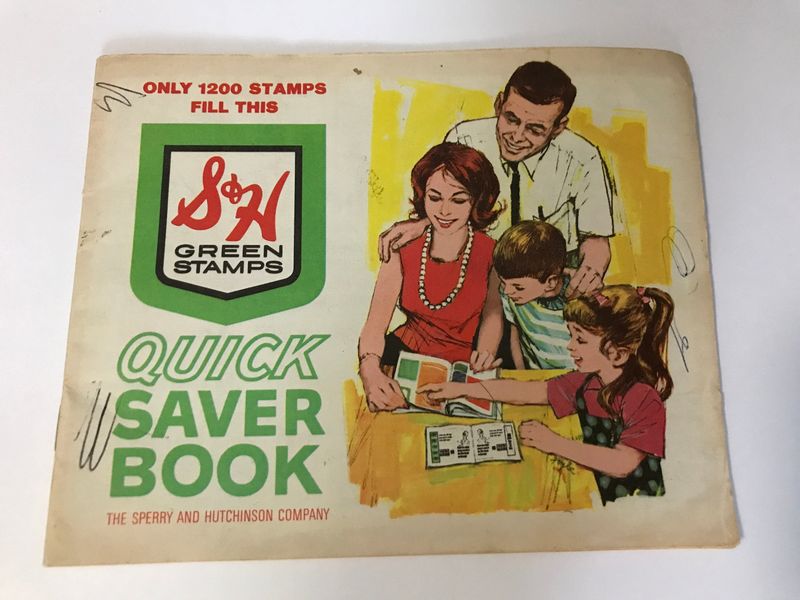 ONLY 1200 STAMPS
FILL THIS
S&H
GREEN
STAMPS
QUICK
SAVER
BOOK
THE SPERRY AND HUTCHINSON COMPANY